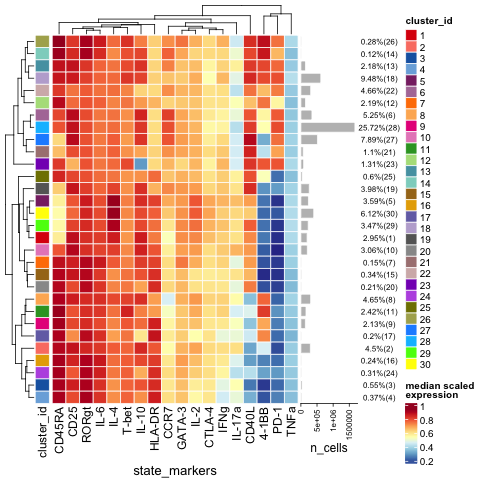 cluster_id
1
2
3
4
5
6
7
8
9
10
11
12
13
14
15
16
17
18
19
20
21
22
23
24
25
26
27
28
29
30
0.28%(26)
0.12%(14)
2.18%(13)
9.48%(18)
4.66%(22)
2.19%(12)
5.25%(6)
25.72%(28)
7.89%(27)
1.1%(21)
1.31%(23)
0.6%(25)
3.98%(19)
3.59%(5)
6.12%(30)
3.47%(29)
2.95%(1)
3.06%(10)
0.15%(7)
0.34%(15)
0.21%(20)
4.65%(8)
2.42%(11)
2.13%(9)
0.2%(17)
4.5%(2)
0.24%(16)
0.31%(24)
0.55%(3)
0.37%(4)
median scaled
expression
1
0.8
0.6
0.4
0.2
0
5e+05
1e+06
1500000
n_cells
cluster_id
CD45RA
CD25
RORgt
IL-6
IL-4
T-bet
IL-10
HLA-DR
CCR7
GATA-2
IL-2
CTLA-4
IFNg
IL-17a
CD40L
4-1BB
PD-1
TNFa
state_markers